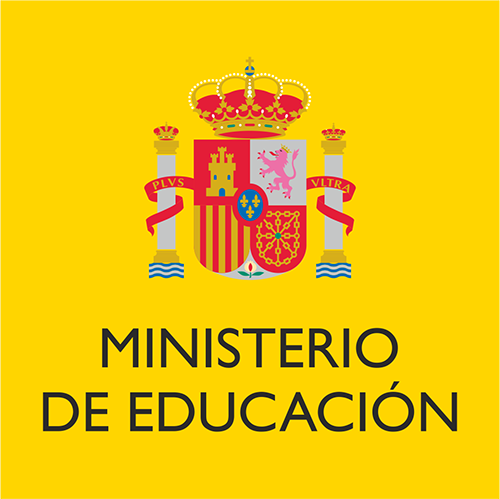 PLVS VLTRA
MINISTERIO
DE EDUCACIÓN